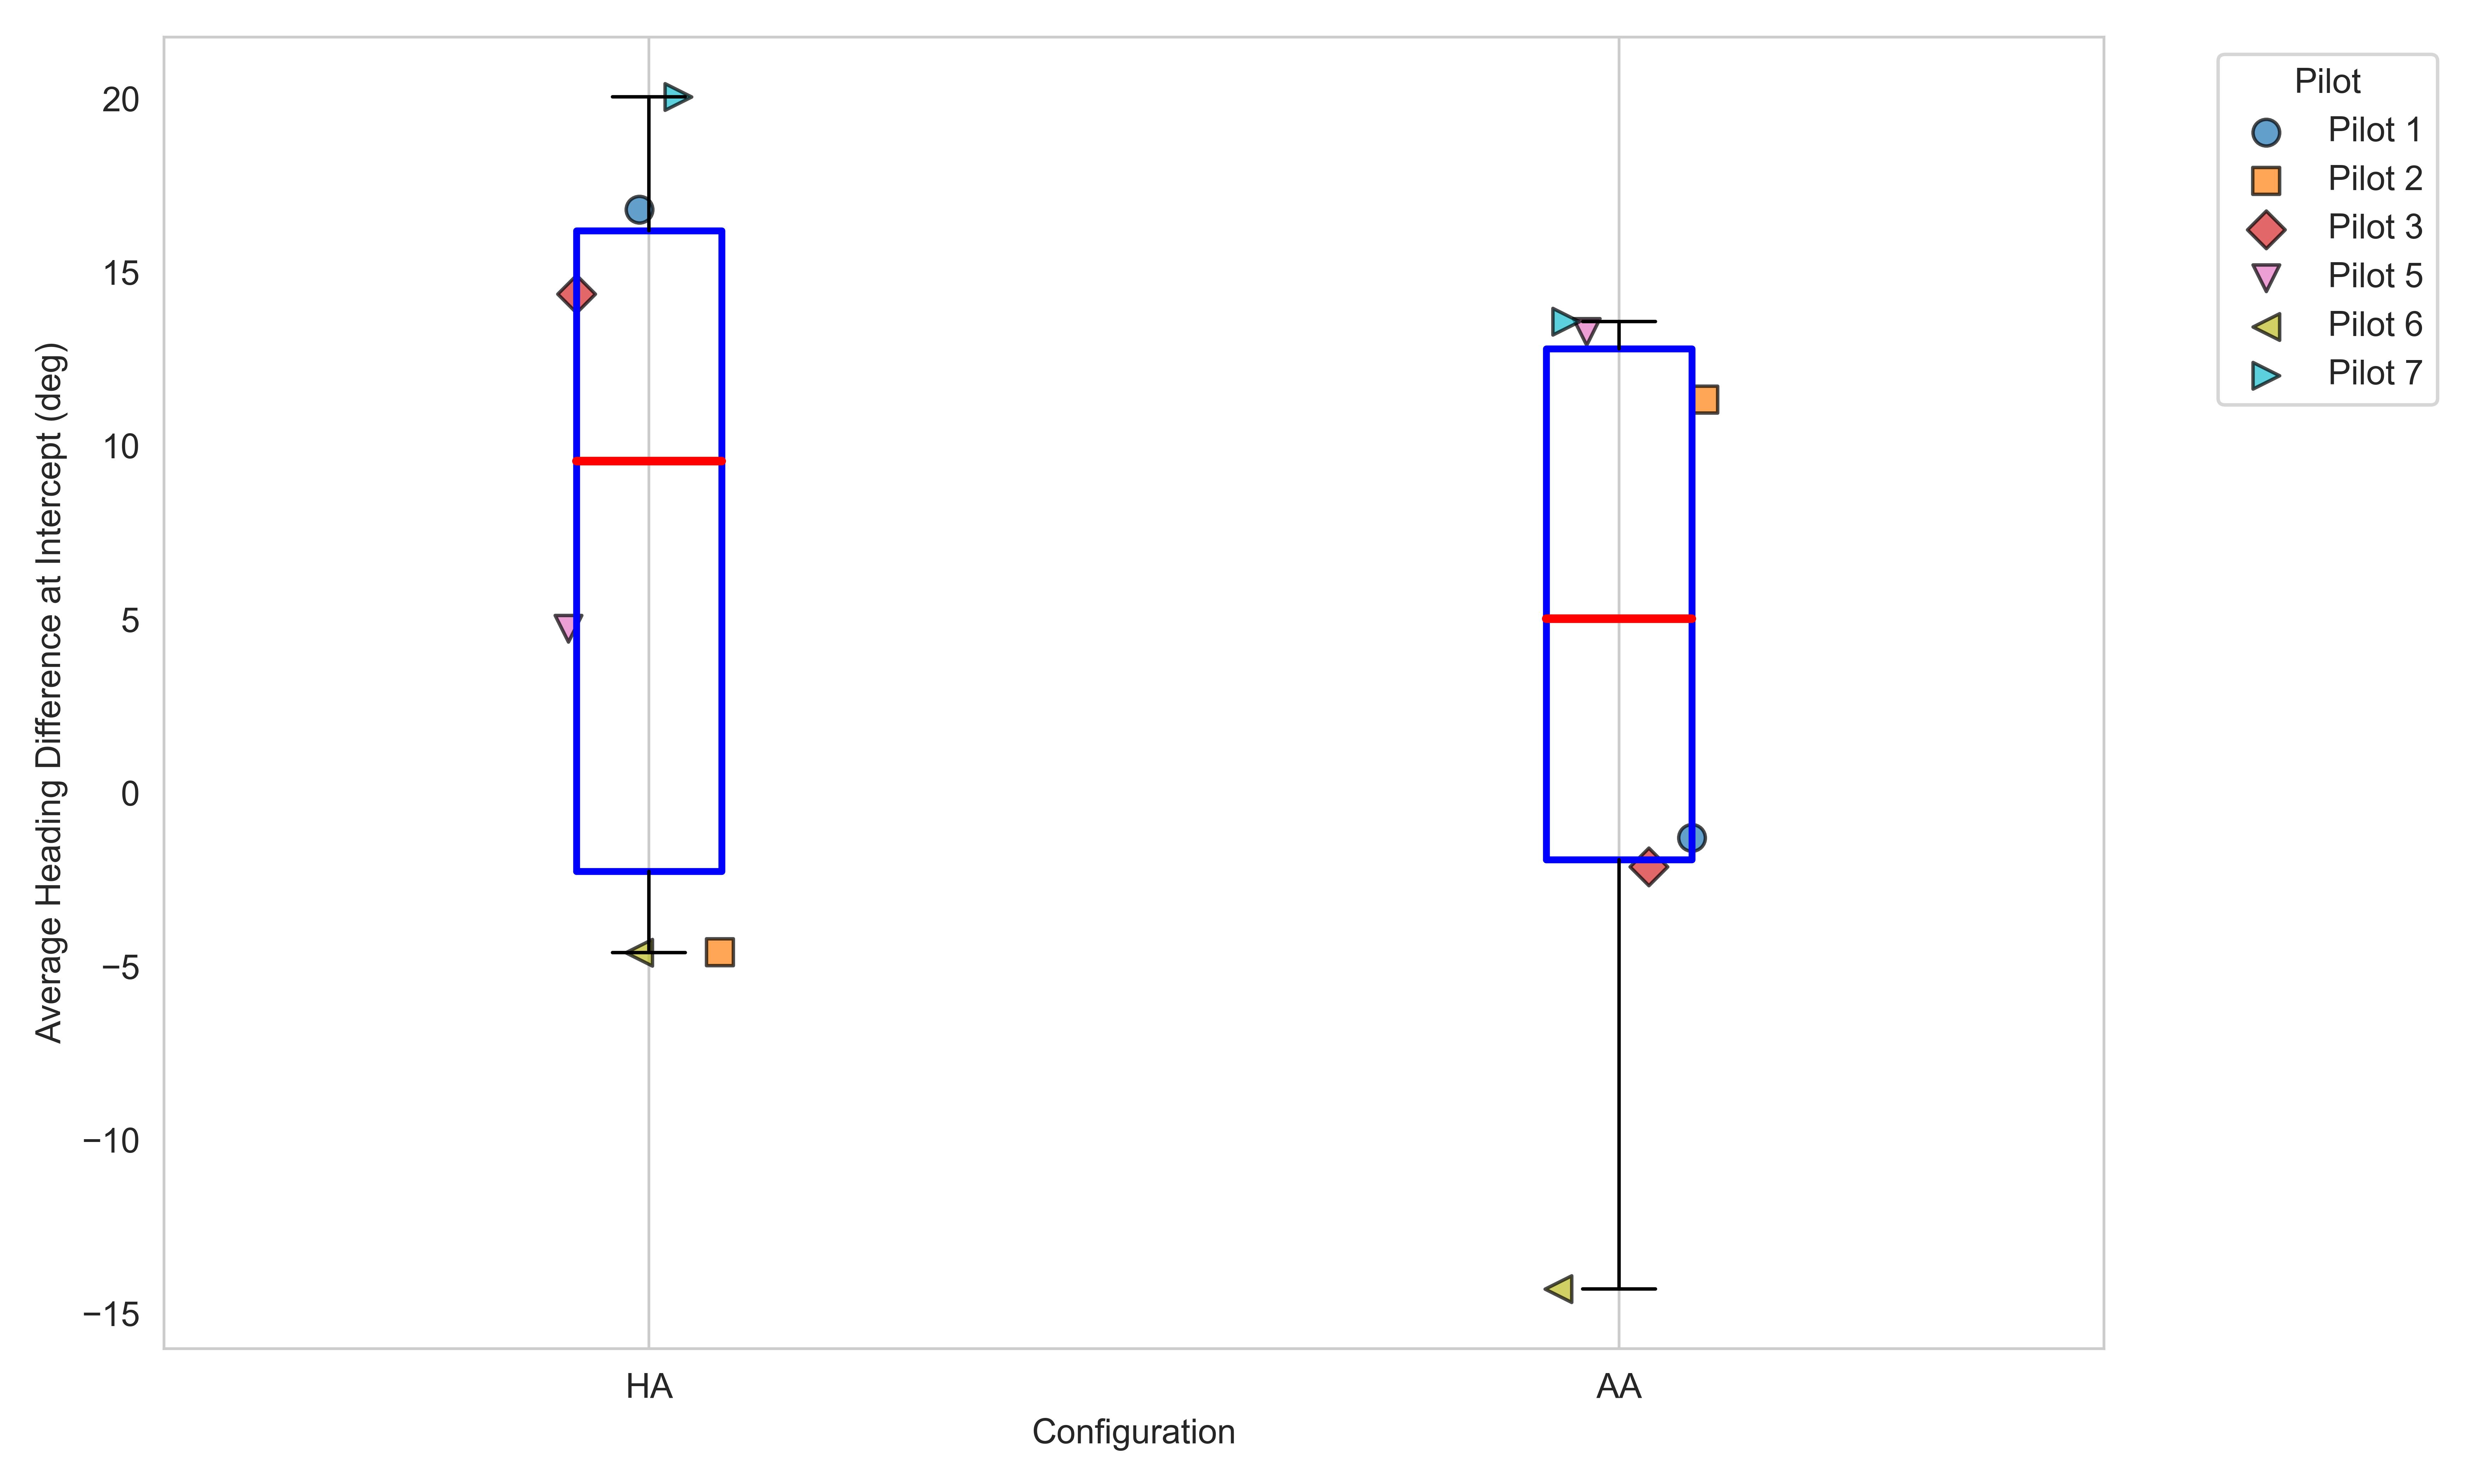 Average Heading Difference at Intercept (deg)
20
15
10
5
0
−5
−10
−15
HA
AA
Configuration
Pilot
Pilot 1
Pilot 2
Pilot 3
Pilot 5
Pilot 6
Pilot 7